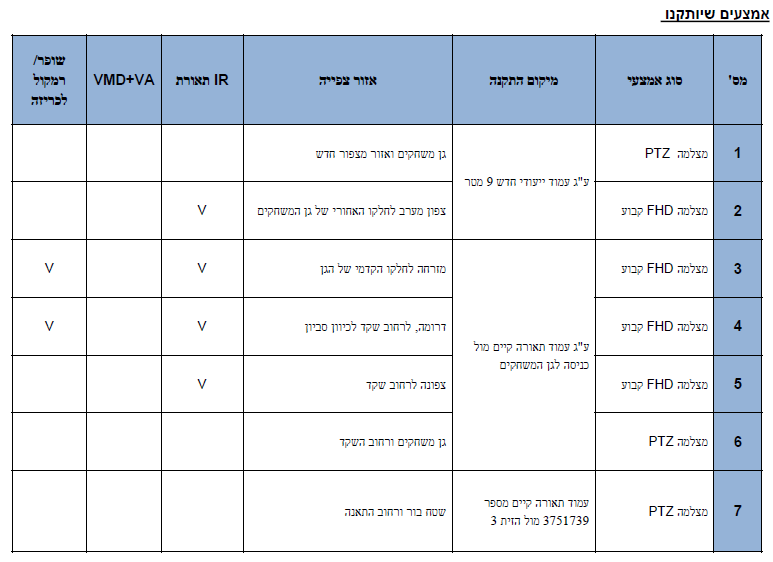 אמצעים שיותקנו
מס' סוג אמצעי מיקום התקנה אזור צפייה IR תאורת VMD+VA שופר/
רמקול
לכריזה
1 מצלמה PTZ ע"ג עמוד ייעודי חדש 9 מטר גן משחקים ואזור מצפור חדש
2 מצלמה FHD קבוע צפון מערב לחלקו האחורי של גן המשחקים V
3 מצלמה FHD קבוע ע"ג עמוד תאורה קיים מול
כניסה לגן המשחקים מזרחה לחלקו הקדמי של הגן V V
4 מצלמה FHD קבוע דרומה, לרחוב שקד לכיוון סביון V V
5 מצלמה FHD קבוע צפונה לרחוב שקד V
6 מצלמה PTZ גן משחקים ורחוב השקד
7 מצלמה PTZ עמוד תאורה קיים מספר
3751739 מול הזית 3 שטח בור ורחוב התאנה